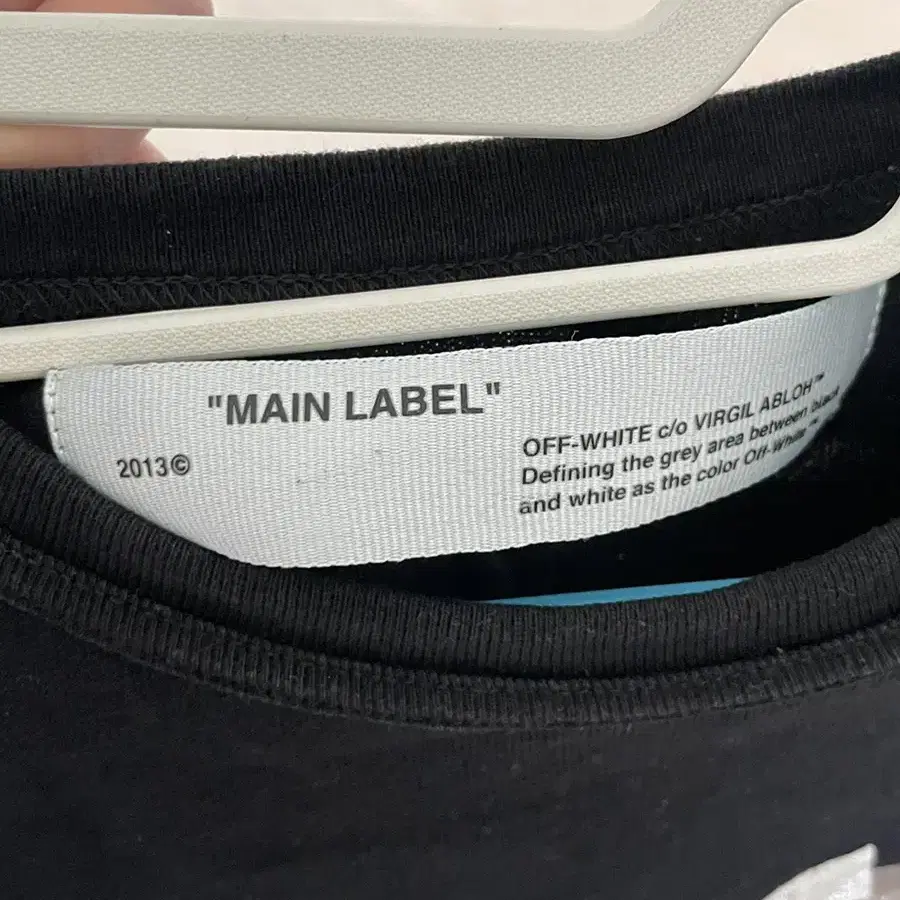 "MAIN LABEL"
2013©
OFF-WHITE c/o VIRGIL ABLOH™
Defining the grey area between black
and white as the color Off-White™